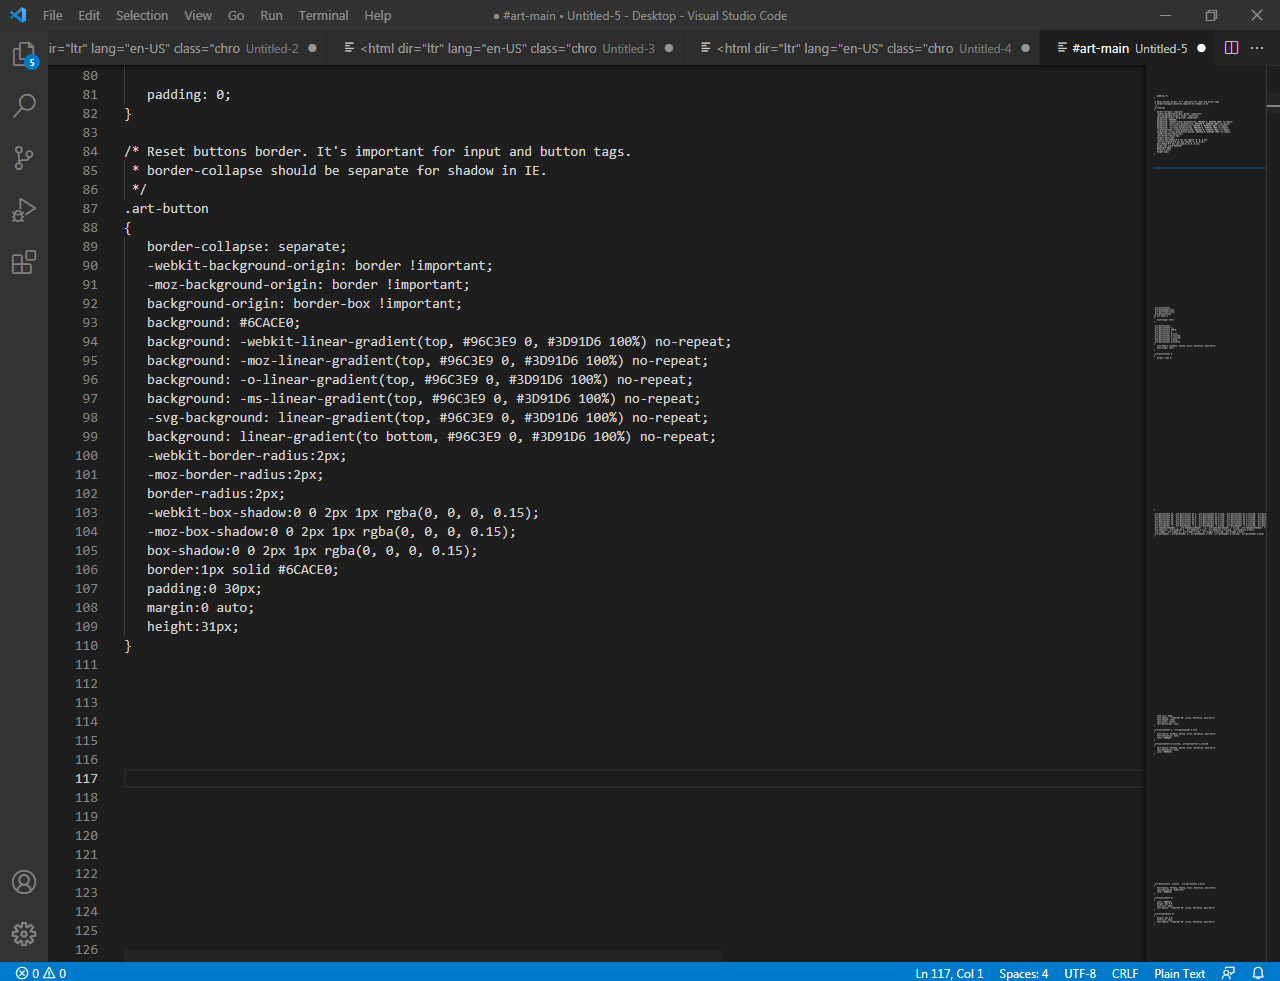 File Edit Selection View Go Run Terminal Help ● #art-main • Untitled-5 - Desktop - Visual Studio Code
ir="ltr" lang="en-US" class="chro Untitled-2 ● <html dir="ltr" lang="en-US" class="chro Untitled-3 ● <html dir="ltr" lang="en-US" class="chro Untitled-4 ● #art-main Untitled-5 ●
5
80
81 padding: 0;
82 }
83
84 /* Reset buttons border. It's important for input and button tags.
85 * border-collapse should be separate for shadow in IE.
86 */
87 .art-button
88 {
89 border-collapse: separate;
90 -webkit-background-origin: border !important;
91 -moz-background-origin: border !important;
92 background-origin: border-box !important;
93 background: #6CACE0;
94 background: -webkit-linear-gradient(top, #96C3E9 0, #3D91D6 100%) no-repeat;
95 background: -moz-linear-gradient(top, #96C3E9 0, #3D91D6 100%) no-repeat;
96 background: -o-linear-gradient(top, #96C3E9 0, #3D91D6 100%) no-repeat;
97 background: -ms-linear-gradient(top, #96C3E9 0, #3D91D6 100%) no-repeat;
98 -svg-background: linear-gradient(top, #96C3E9 0, #3D91D6 100%) no-repeat;
99 background: linear-gradient(to bottom, #96C3E9 0, #3D91D6 100%) no-repeat;
100 -webkit-border-radius:2px;
101 -moz-border-radius:2px;
102 border-radius:2px;
103 -webkit-box-shadow:0 0 2px 1px rgba(0, 0, 0, 0.15);
104 -moz-box-shadow:0 0 2px 1px rgba(0, 0, 0, 0.15);
105 box-shadow:0 0 2px 1px rgba(0, 0, 0, 0.15);
106 border:1px solid #6CACE0;
107 padding:0 30px;
108 margin:0 auto;
109 height:31px;
110 }
111
112
113
114
115
116
117
118
119
120
121
122
123
124
125
126
0 0 Ln 117, Col 1 Spaces: 4 UTF-8 CRLF Plain Text